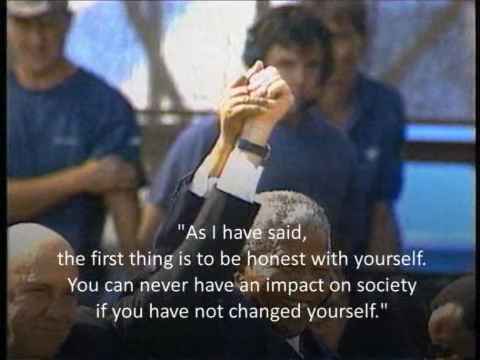 "As I have said,
the first thing is to be honest with yourself.
You can never have an impact on society
if you have not changed yourself."